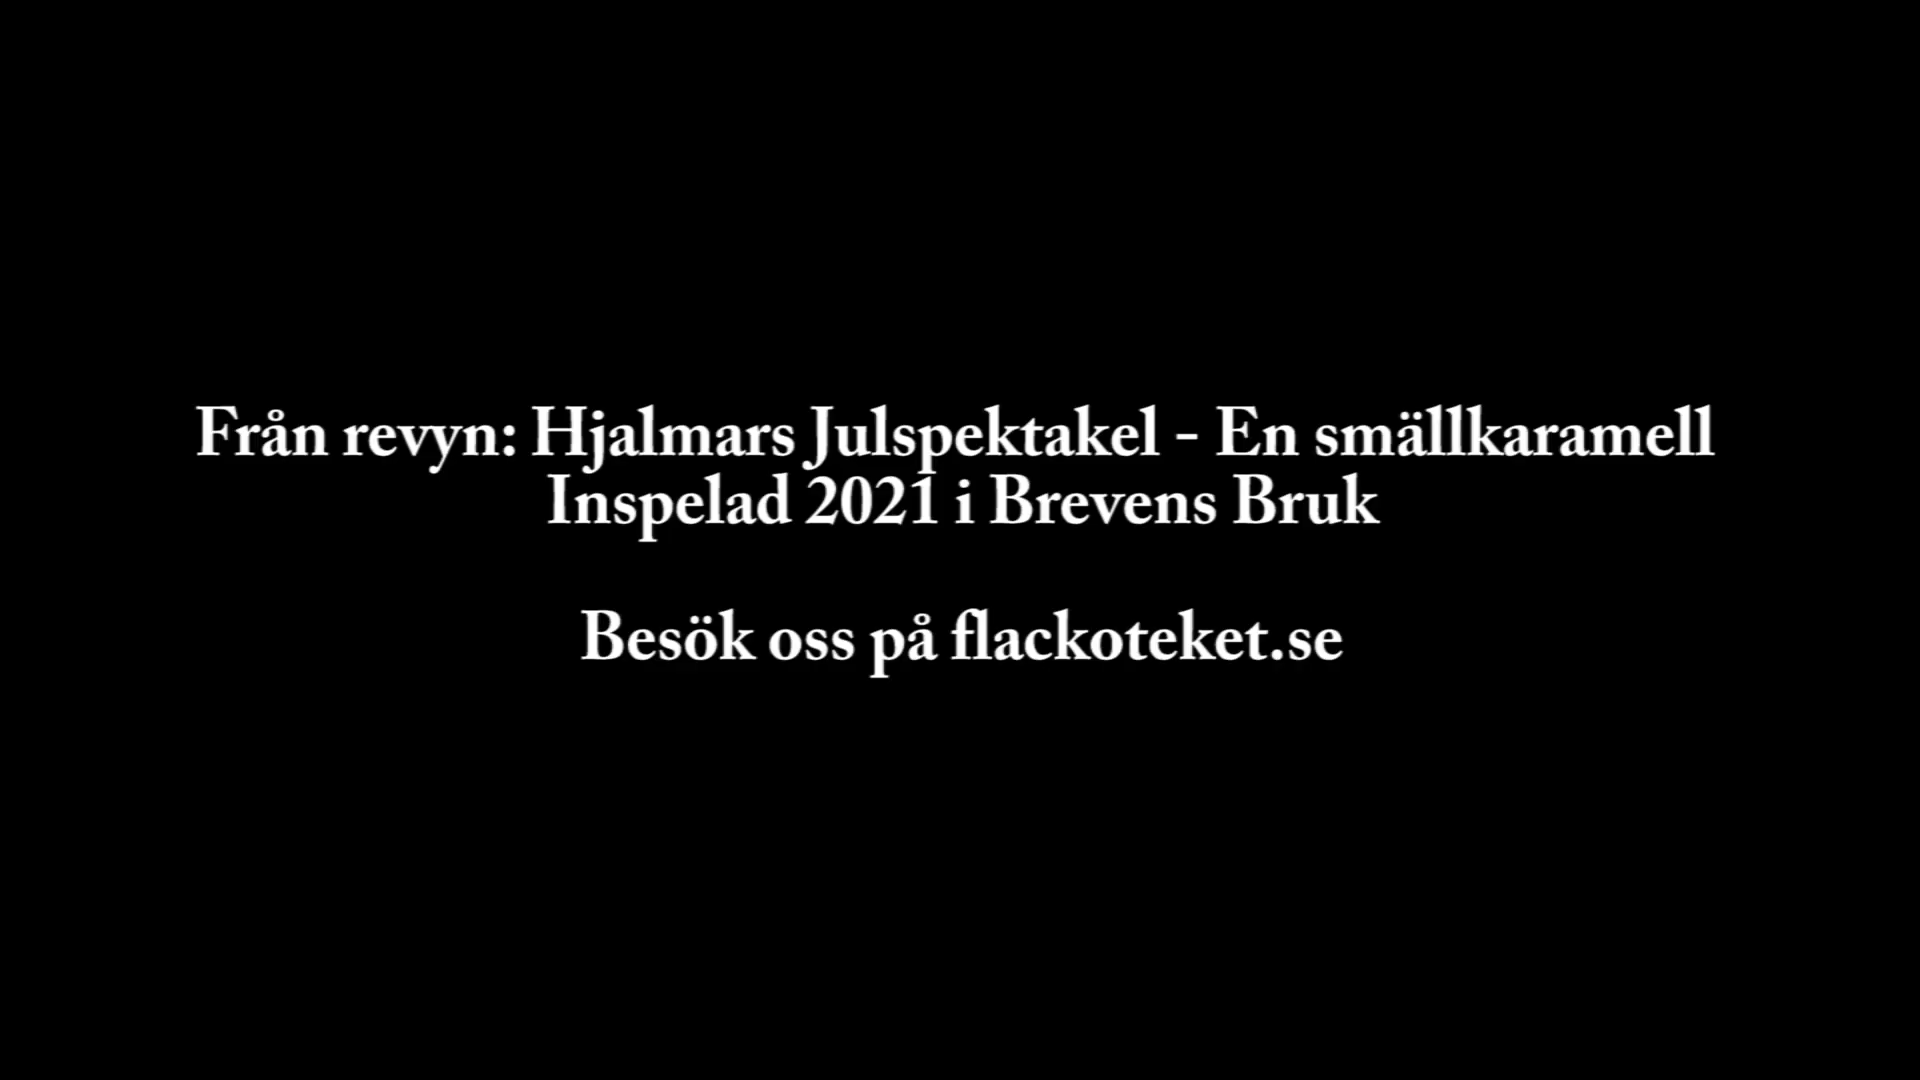 Från revyn: Hjalmars Julspektakel - En smällkaramell
Inspelad 2021 i Brevens Bruk
Besök oss på flackoteket.se